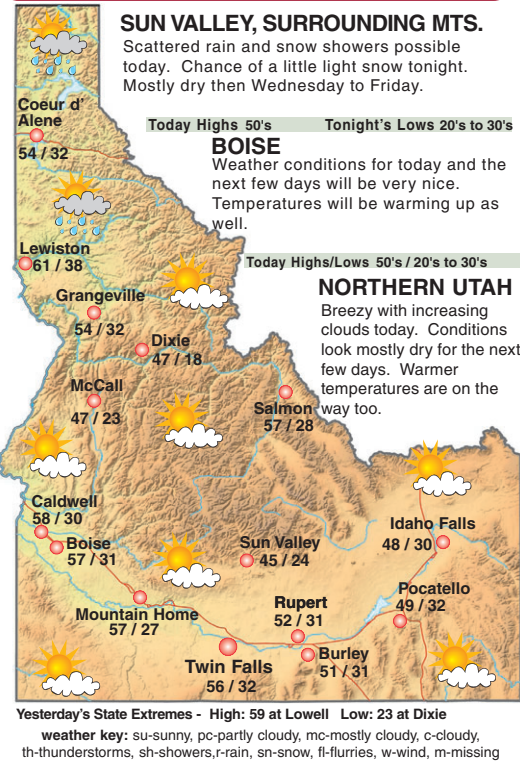 SUN VALLEY, SURROUNDING MTS.
Scattered rain and snow showers possible
today. Chance of a little light snow tonight.
Mostly dry then Wednesday to Friday.
Today Highs 50's Tonight's Lows 20's to 30's
BOISE
Weather conditions for today and the
next few days will be very nice.
Temperatures will be warming up as
well.
Today Highs/Lows 50's / 20's to 30's
NORTHERN UTAH
Breezy with increasing
clouds today. Conditions
look mostly dry for the next
few days. Warmer
temperatures are on the
way too.
Coeur d'
Alene
54 / 32
Lewiston
61 / 38
Grangeville
54 / 32
Dixie
47 / 18
McCall
47 / 23
Salmon
57 / 28
Caldwell
58 / 30
Boise
57 / 31
Sun Valley
45 / 24
Idaho Falls
48 / 30
Mountain Home
57 / 27
Rupert
52 / 31
Pocatello
49 / 32
Twin Falls
56 / 32
Burley
51 / 31
Yesterday's State Extremes - High: 59 at Lowell Low: 23 at Dixie
weather key: su-sunny, pc-partly cloudy, mc-mostly cloudy, c-cloudy,
th-thunderstorms, sh-showers,r-rain, sn-snow, fl-flurries, w-wind, m-missing